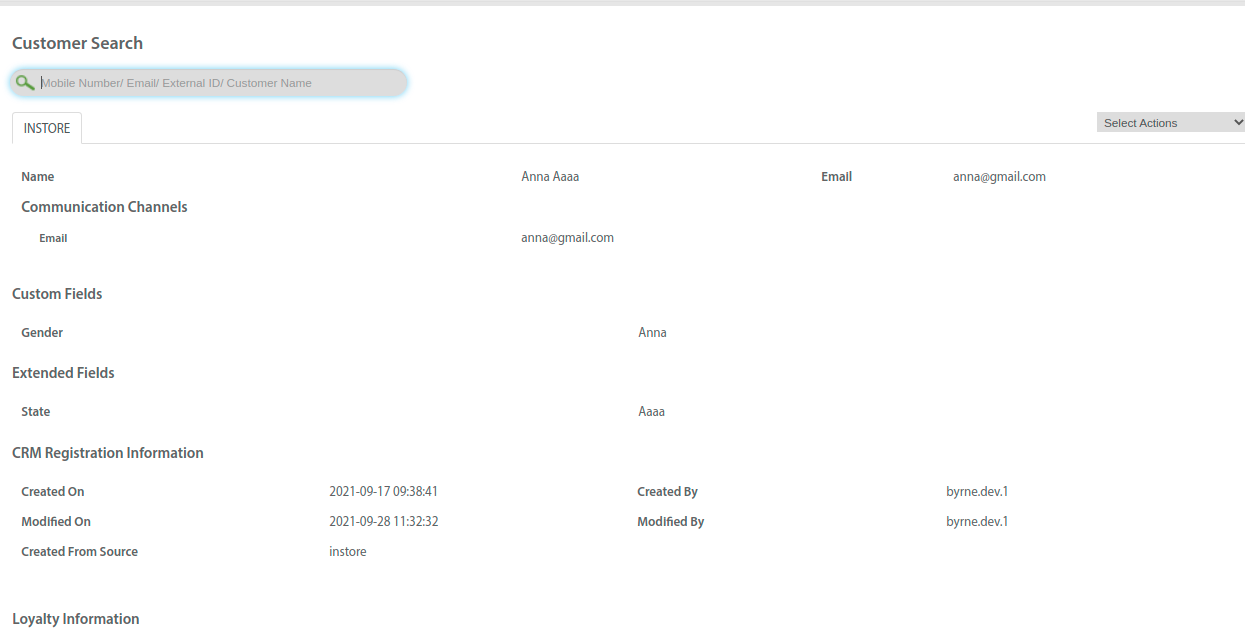 Customer Search
Mobile Number/ Email/ External ID/ Customer Name
INSTORE
Select Actions
Name Anna Aaaa Email anna@gmail.com
Communication Channels
Email anna@gmail.com
Custom Fields
Gender Anna
Extended Fields
State Aaaa
CRM Registration Information
Created On 2021-09-17 09:38:41 Created By byrne.dev.1
Modified On 2021-09-28 11:32:32 Modified By byrne.dev.1
Created From Source instore
Loyalty Information